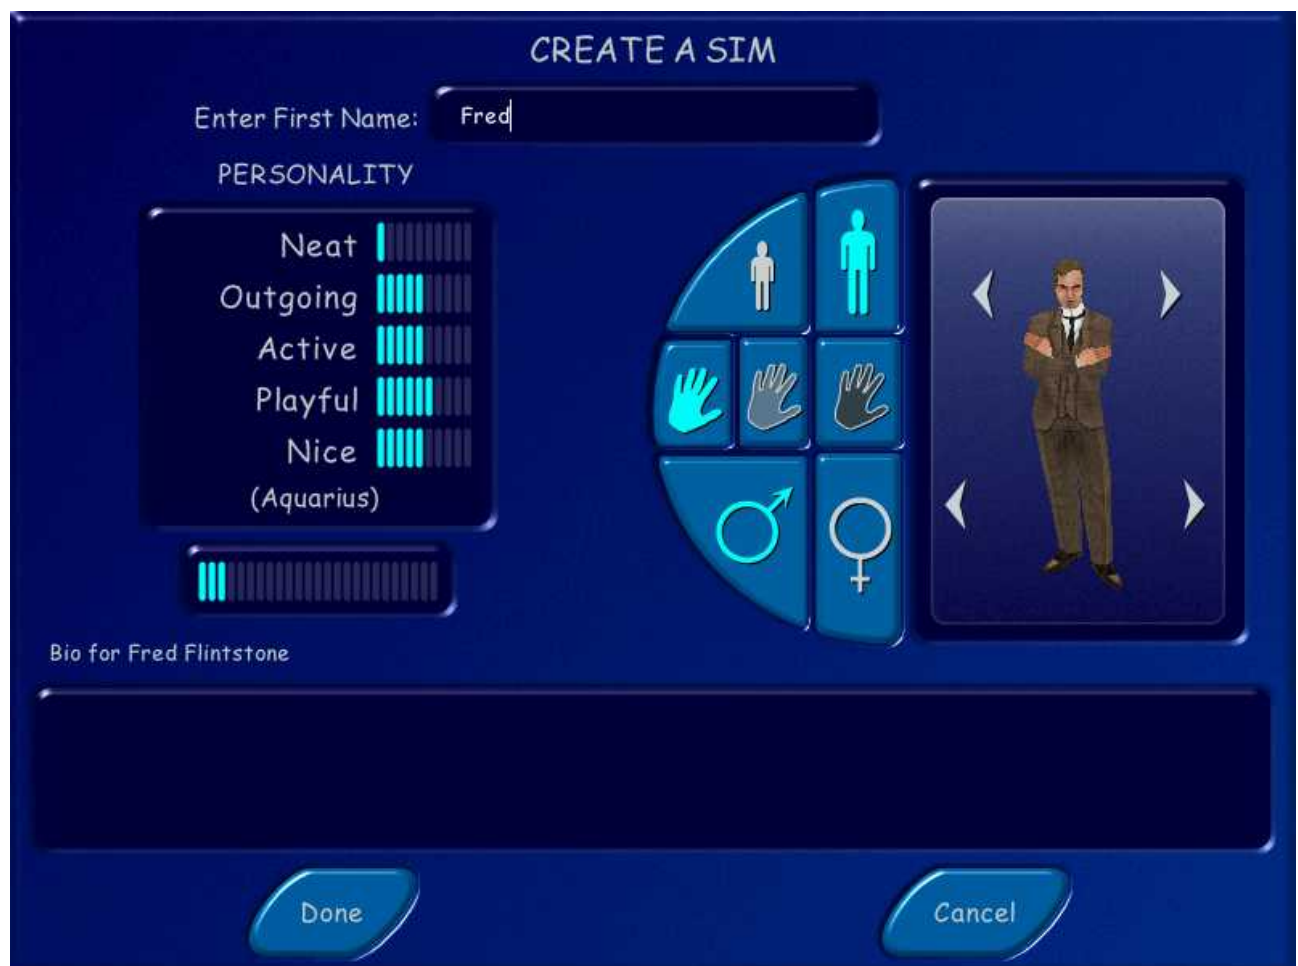 CREATE A SIM
Enter First Name: Fred
PERSONALITY
Neat
Outgoing
Active
Playful
Nice
(Aquarius)
Bio for Fred Flintstone
Done
Cancel